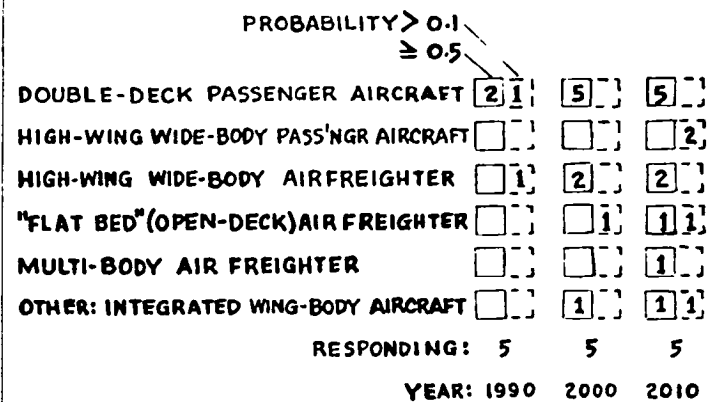 PROBABILITY > 0.1
≥ 0.5
DOUBLE-DECK PASSENGER AIRCRAFT 2 1 5 5
HIGH-WING WIDE-BODY PASS'NGR AIRCRAFT 2
HIGH-WING WIDE-BODY AIRFREIGHTER 1 2 2
"FLAT BED" (OPEN-DECK) AIR FREIGHTER 1 1 1
MULTI-BODY AIR FREIGHTER 1
OTHER: INTEGRATED WING-BODY AIRCRAFT 1 1 1
RESPONDING: 5 5 5
YEAR: 1990 2000 2010